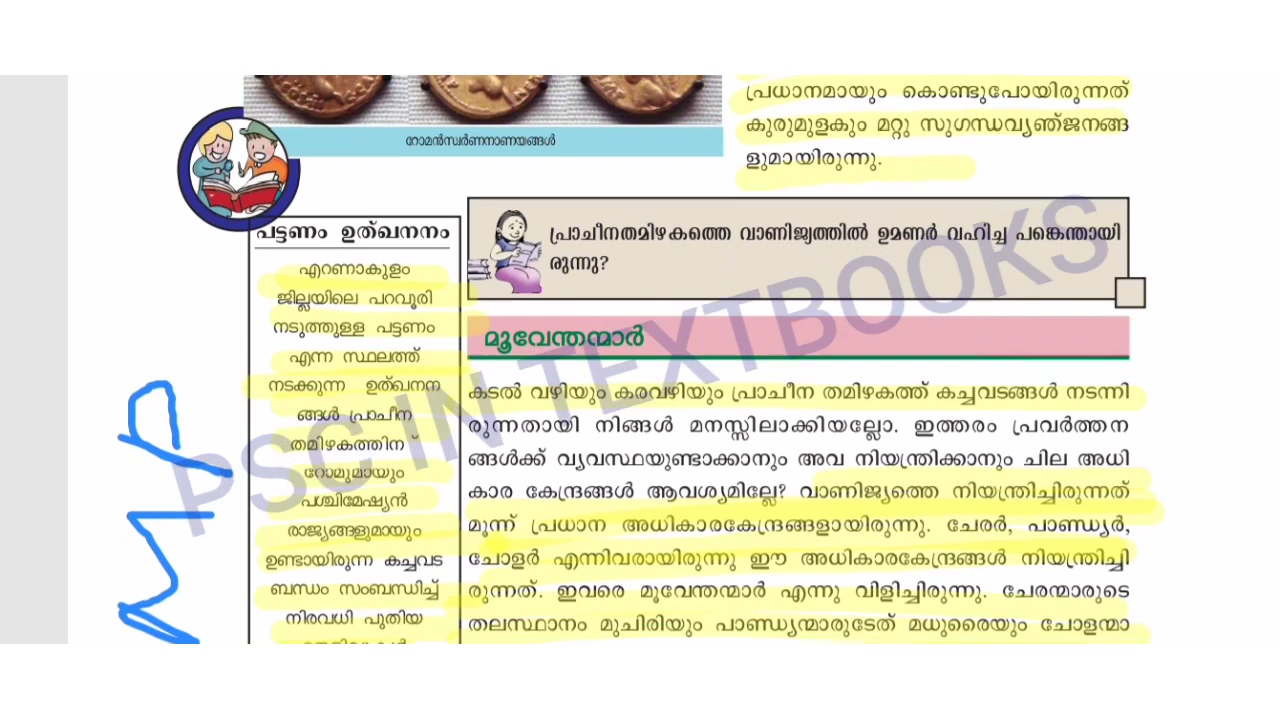 പ്രധാനമായും കൊണ്ടുപോയിരുന്നത്
കുരുമുളകും മറ്റു സുഗന്ധവ്യഞ്ജനങ്ങ
ളുമായിരുന്നു.
റോമൻസ്വർണനാണയങ്ങൾ
പട്ടണം ഉത്ഖനനം
എറണാകുളം
ജില്ലയിലെ പറവൂരി
നടുത്തുള്ള പട്ടണം
എന്ന സ്ഥലത്ത്
നടക്കുന്ന ഉത്ഖനന
ങ്ങൾ പ്രാചീന
തമിഴകത്തിന്
റോമുമായും
പശ്ചിമേഷ്യൻ
രാജ്യങ്ങളുമായും
ഉണ്ടായിരുന്ന കച്ചവട
ബന്ധം സംബന്ധിച്ച്
നിരവധി പുതിയ
പ്രാചീനതമിഴകത്തെ വാണിജ്യത്തിൽ ഉമണർ വഹിച്ച പങ്കെന്തായി
രുന്നു?
മൂവേന്തന്മാർ
കടൽ വഴിയും കരവഴിയും പ്രാചീന തമിഴകത്ത് കച്ചവടങ്ങൾ നടന്നി
രുന്നതായി നിങ്ങൾ മനസ്സിലാക്കിയല്ലോ. ഇത്തരം പ്രവർത്തന
ങ്ങൾക്ക് വ്യവസ്ഥയുണ്ടാക്കാനും അവ നിയന്ത്രിക്കാനും ചില അധി
കാര കേന്ദ്രങ്ങൾ ആവശ്യമില്ലേ? വാണിജ്യത്തെ നിയന്ത്രിച്ചിരുന്നത്
മൂന്ന് പ്രധാന അധികാരകേന്ദ്രങ്ങളായിരുന്നു. ചേരർ, പാണ്ഡ്യർ,
ചോളർ എന്നിവരായിരുന്നു ഈ അധികാരകേന്ദ്രങ്ങൾ നിയന്ത്രിച്ചി
രുന്നത്. ഇവരെ മൂവേന്തന്മാർ എന്നു വിളിച്ചിരുന്നു. ചേരന്മാരുടെ
തലസ്ഥാനം മുചിരിയും പാണ്ഡ്യന്മാരുടേത് മധുരൈയും ചോളന്മാ
PSC IN TEXTBOOKS